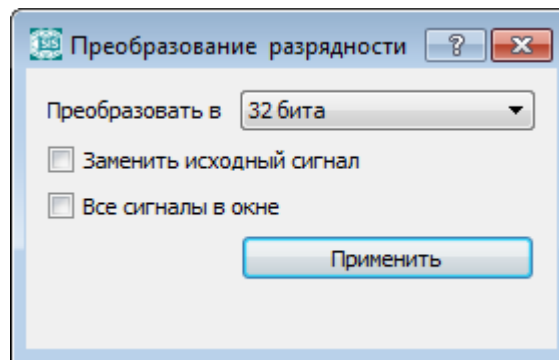 Преобразование разрядности
Преобразовать в 32 бита
Заменить исходный сигнал
Все сигналы в окне
Применить